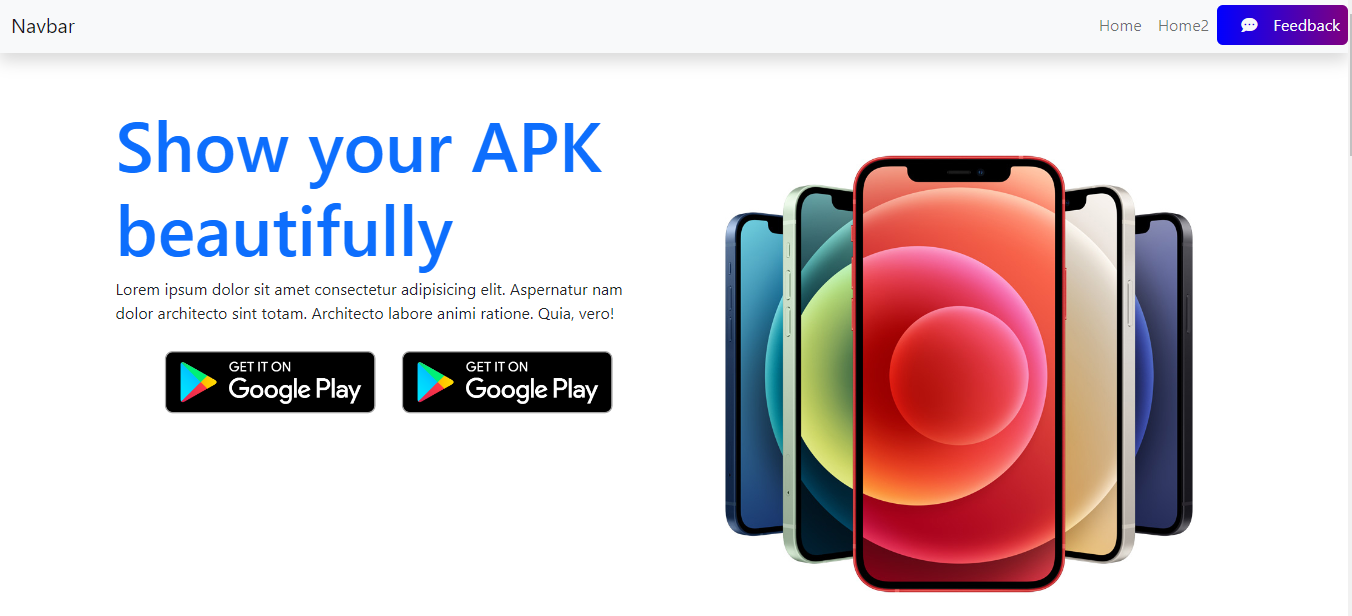 Navbar
Home
Home2
Feedback
Show your APK
beautifully
Lorem ipsum dolor sit amet consectetur adipisicing elit. Aspernatur nam
dolor architecto sint totam. Architecto labore animi ratione. Quia, vero!
GET IT ON
Google Play
GET IT ON
Google Play